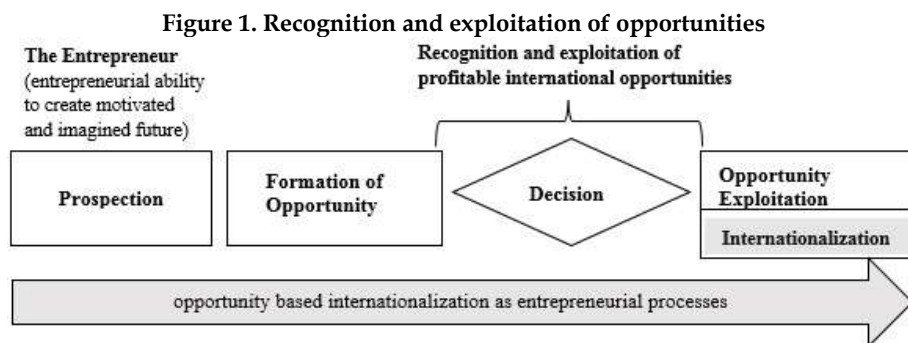 Figure 1. Recognition and exploitation of opportunities
The Entrepreneur
(entrepreneurial ability
to create motivated
and imagined future)
Recognition and exploitation of
profitable international opportunities
Prospection
Formation of
Opportunity
Decision
Opportunity
Exploitation
Internationalization
opportunity based internationalization as entrepreneurial processes